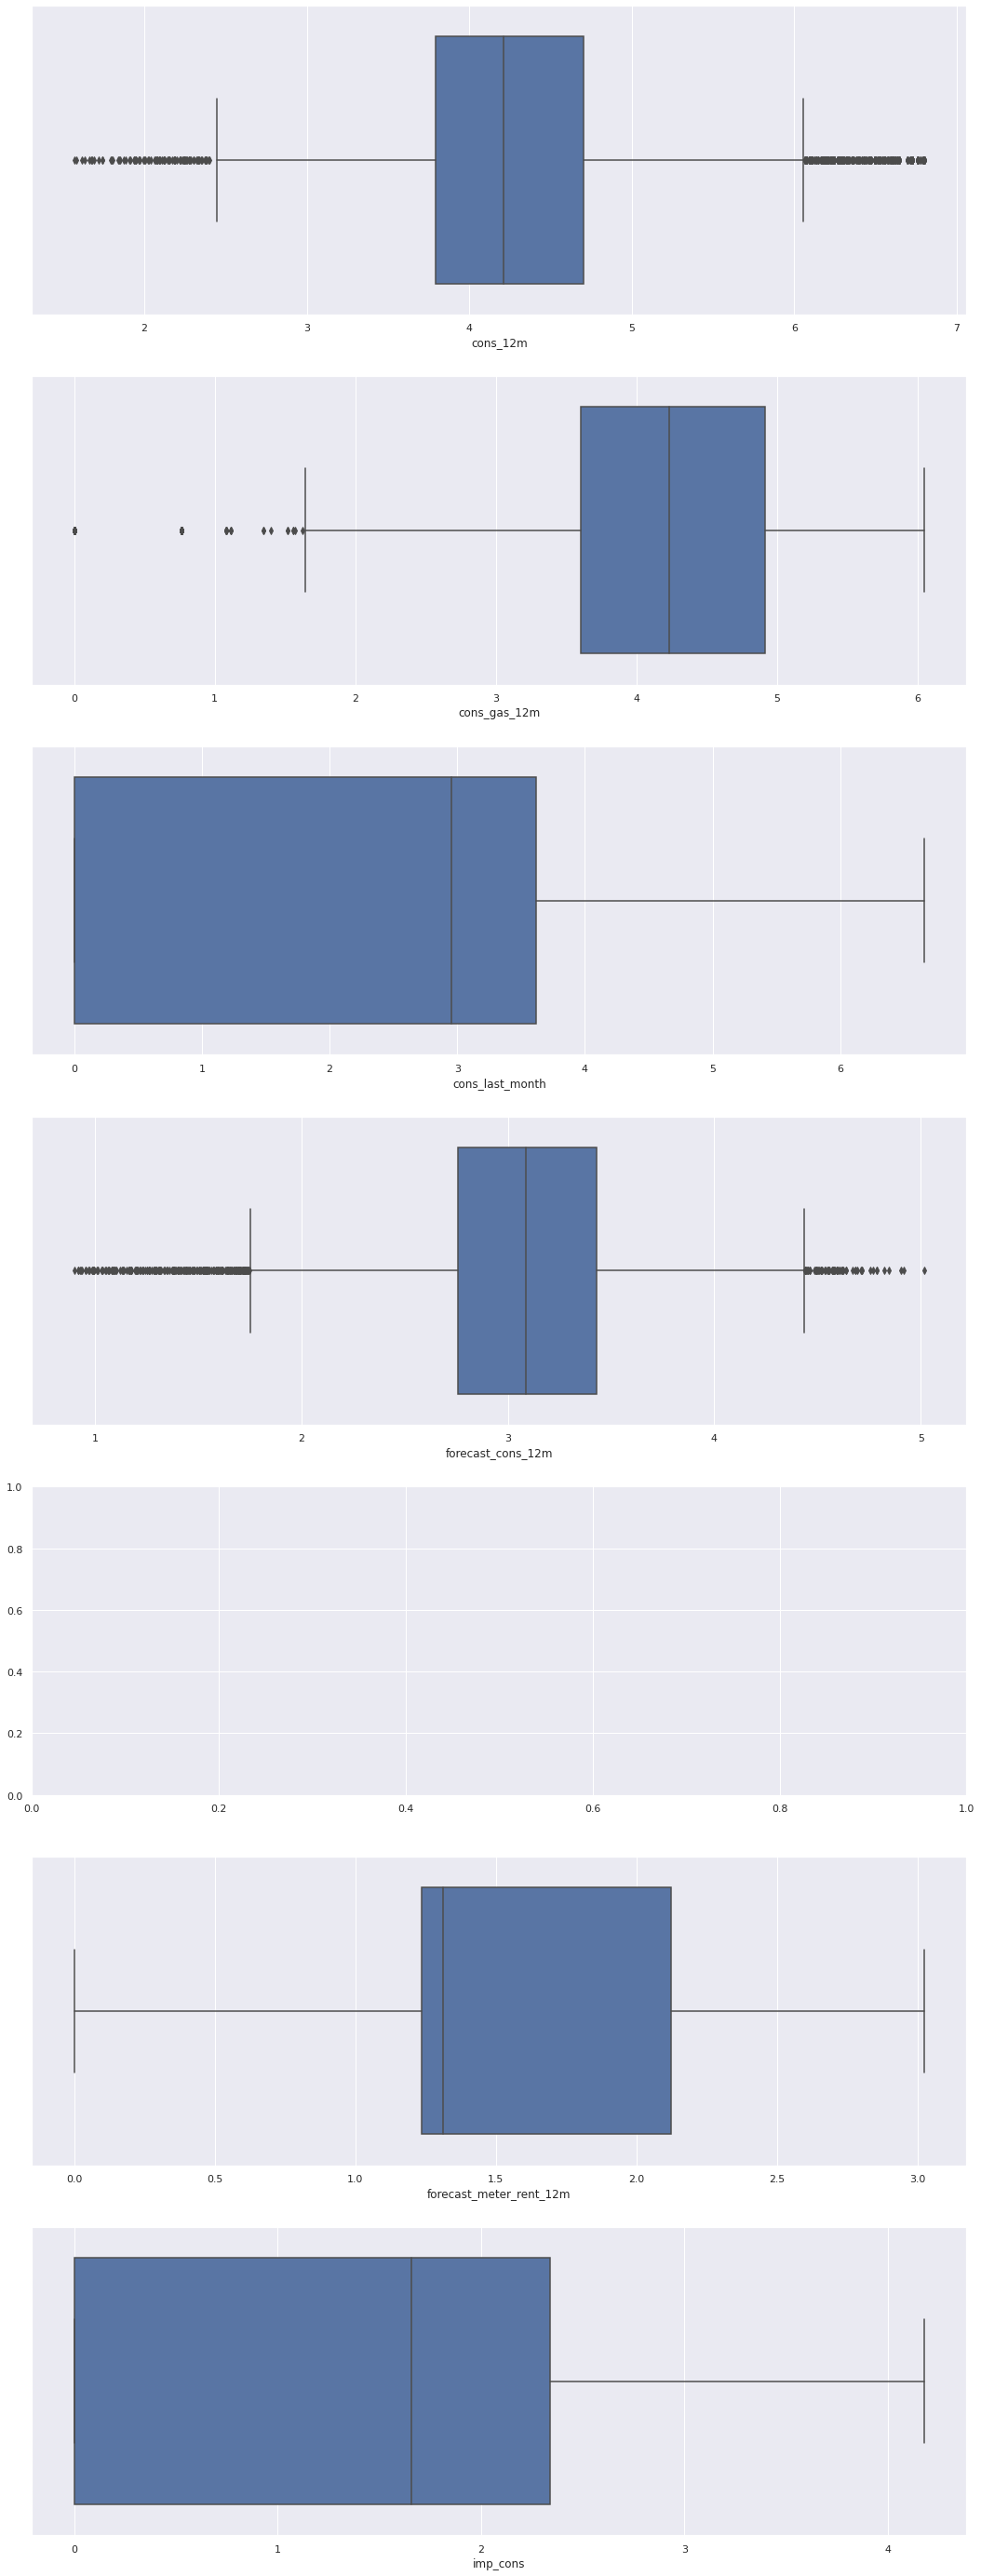 2 3 4 5 6 7
cons_12m
0 1 2 3 4 5 6
cons_gas_12m
0 1 2 3 4 5 6
cons_last_month
1 2 3 4 5
forecast_cons_12m
1.0
0.8
0.6
0.4
0.2
0.0
0.0 0.2 0.4 0.6 0.8 1.0
0.0 0.5 1.0 1.5 2.0 2.5 3.0
forecast_meter_rent_12m
0 1 2 3 4
imp_cons